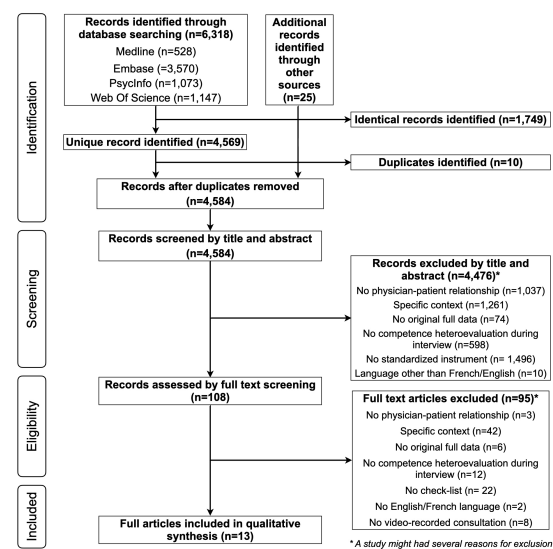 Identification
Records identified through
database searching (n=6,318)
Medline (n=528)
Embase (=3,570)
PsycInfo (n=1,073)
Web Of Science (n=1,147)
Additional
records
identified
through
other
sources
(n=25)
Identical records identified (n=1,749)
Unique record identified (n=4,569)
Duplicates identified (n=10)
Records after duplicates removed
(n=4,584)
Screening
Records screened by title and abstract
(n=4,584)
Records excluded by title and
abstract (n=4,476)*
No physician-patient relationship (n=1,037)
Specific context (n=1,261)
No original full data (n=74)
No competence heteroevaluation during
interview (n=598)
No standardized instrument (n= 1,496)
Language other than French/English (n=10)
Eligibility
Records assessed by full text screening
(n=108)
Full text articles excluded (n=95)*
No physician-patient relationship (n=3)
Specific context (n=42)
No original full data (n=6)
No competence heteroevaluation during
interview (n=12)
No check-list (n= 22)
No English/French language (n=2)
No video-recorded consultation (n=8)
Included
Full articles included in qualitative
synthesis (n=13)
* A study might had several reasons for exclusion